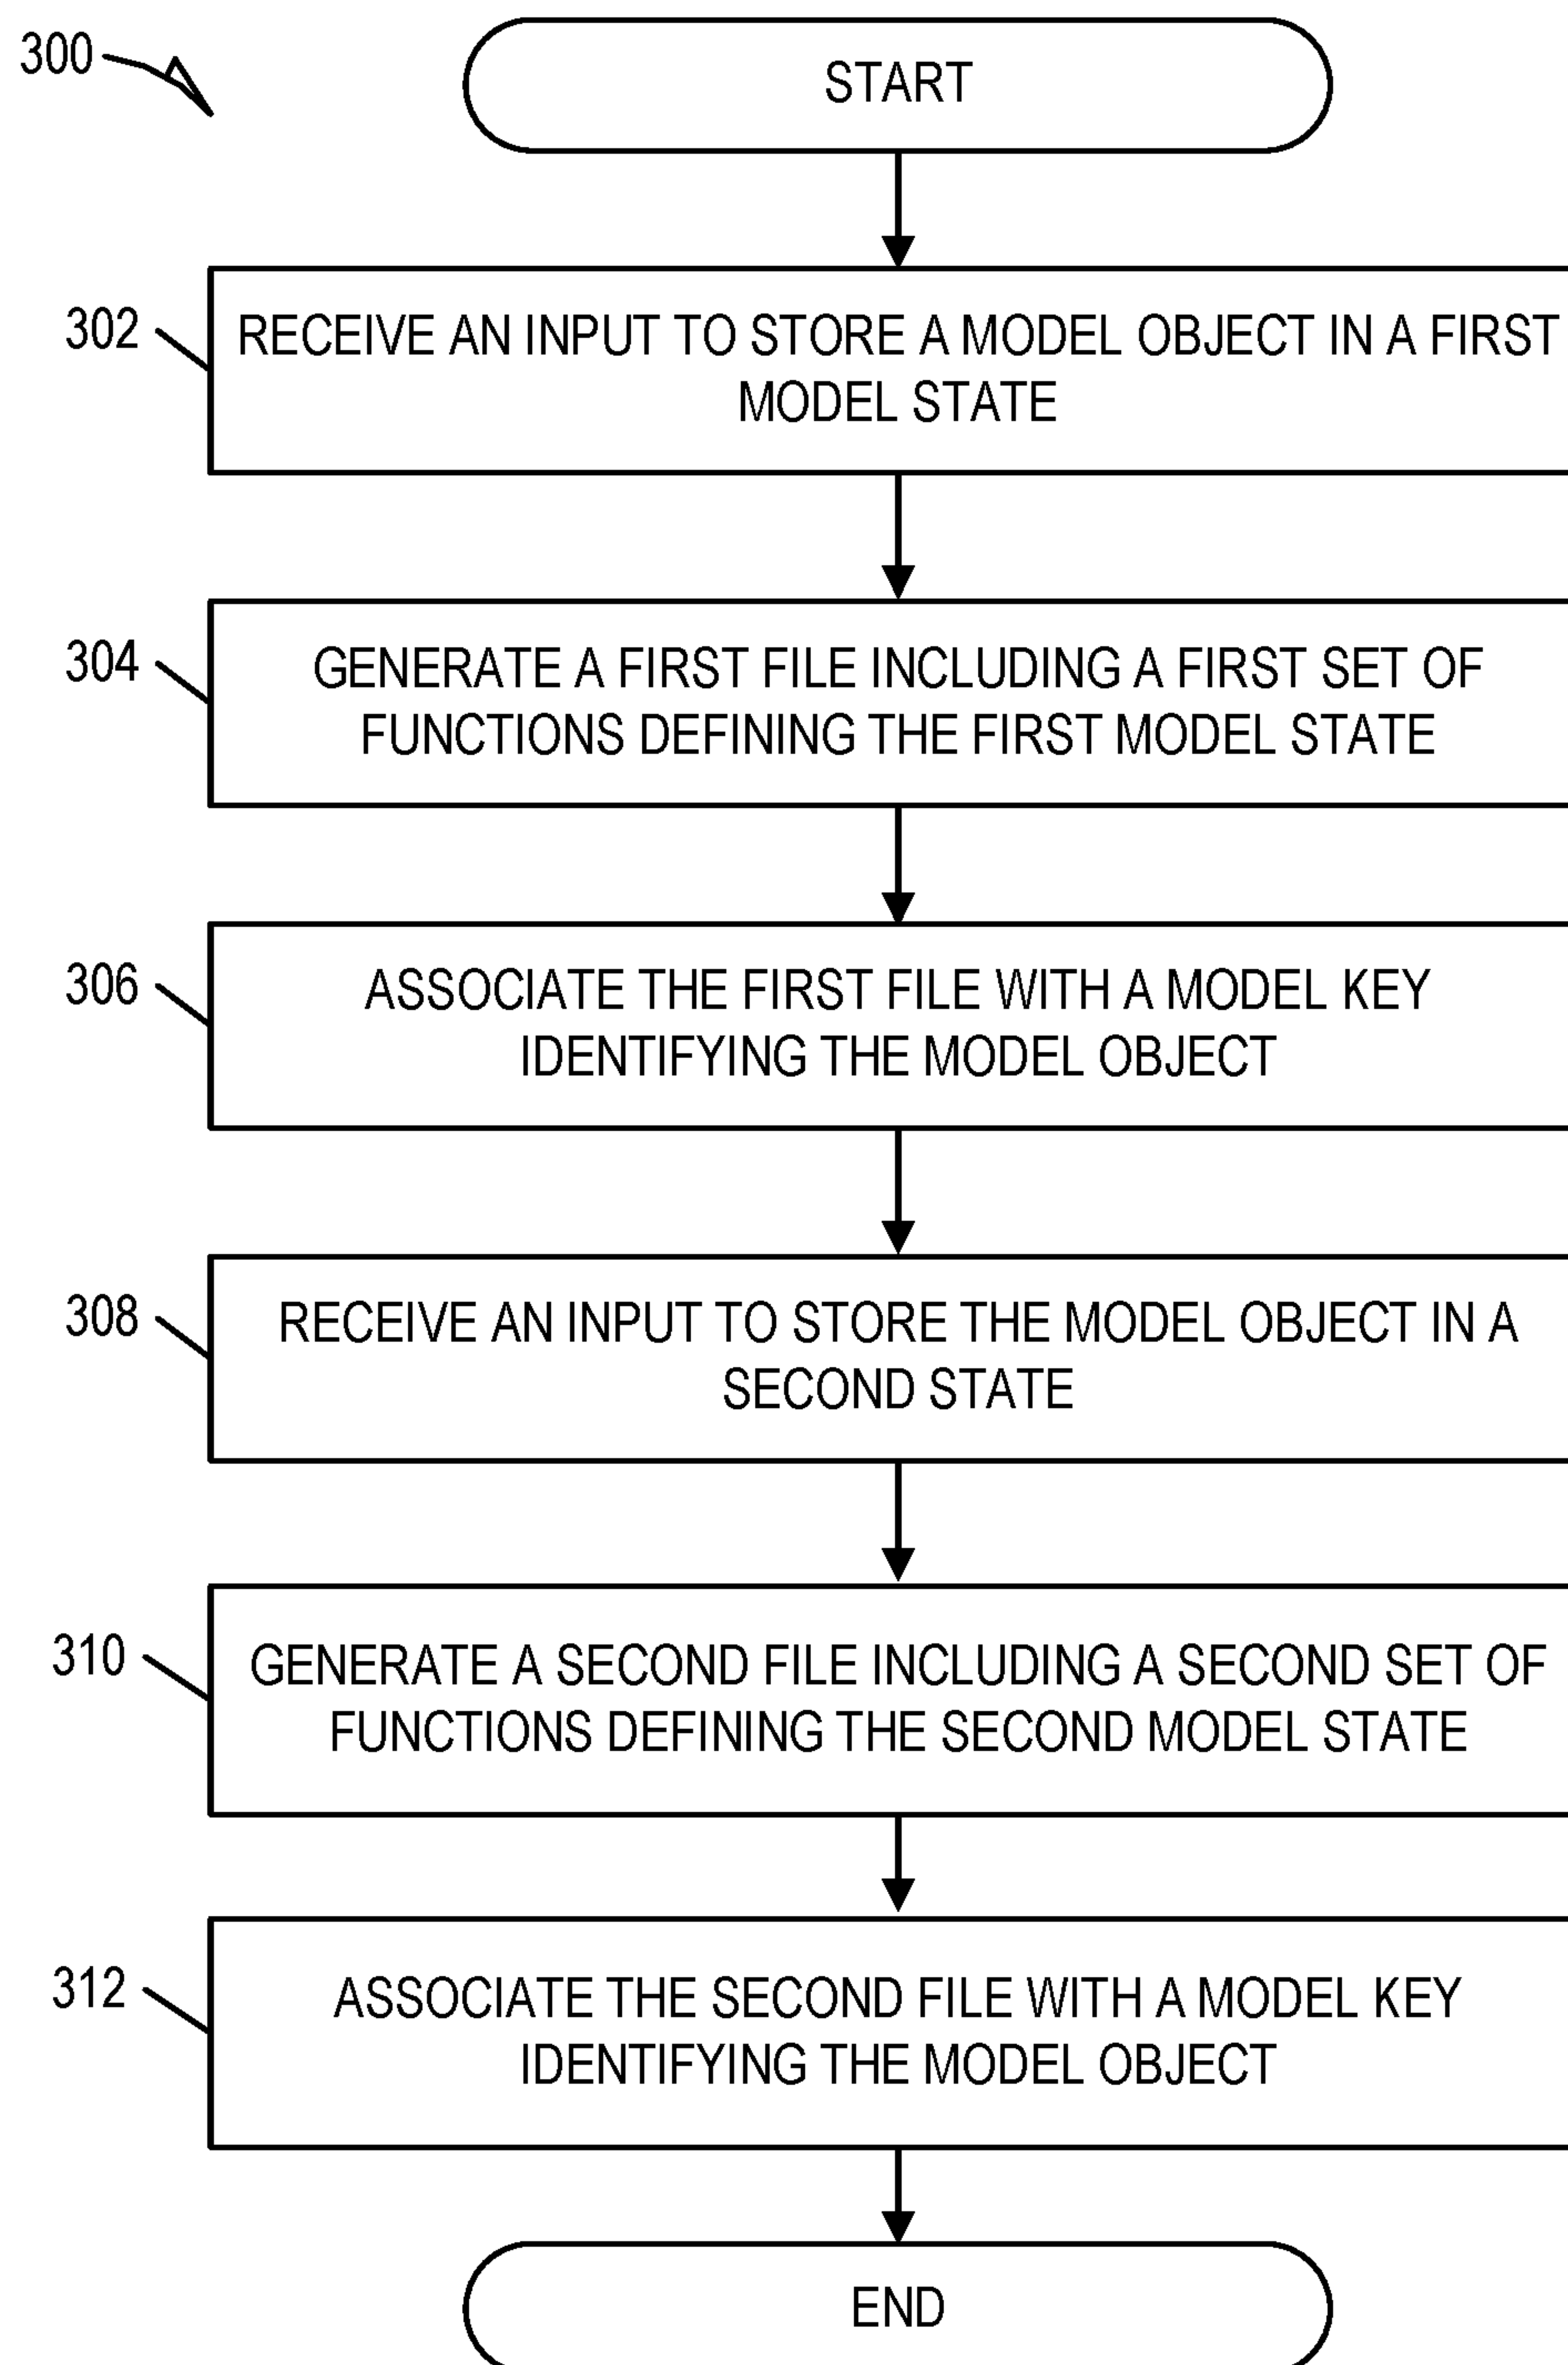 300
START
302
RECEIVE AN INPUT TO STORE A MODEL OBJECT IN A FIRST
MODEL STATE
304
GENERATE A FIRST FILE INCLUDING A FIRST SET OF
FUNCTIONS DEFINING THE FIRST MODEL STATE
306
ASSOCIATE THE FIRST FILE WITH A MODEL KEY
IDENTIFYING THE MODEL OBJECT
308
RECEIVE AN INPUT TO STORE THE MODEL OBJECT IN A
SECOND STATE
310
GENERATE A SECOND FILE INCLUDING A SECOND SET OF
FUNCTIONS DEFINING THE SECOND MODEL STATE
312
ASSOCIATE THE SECOND FILE WITH A MODEL KEY
IDENTIFYING THE MODEL OBJECT
END